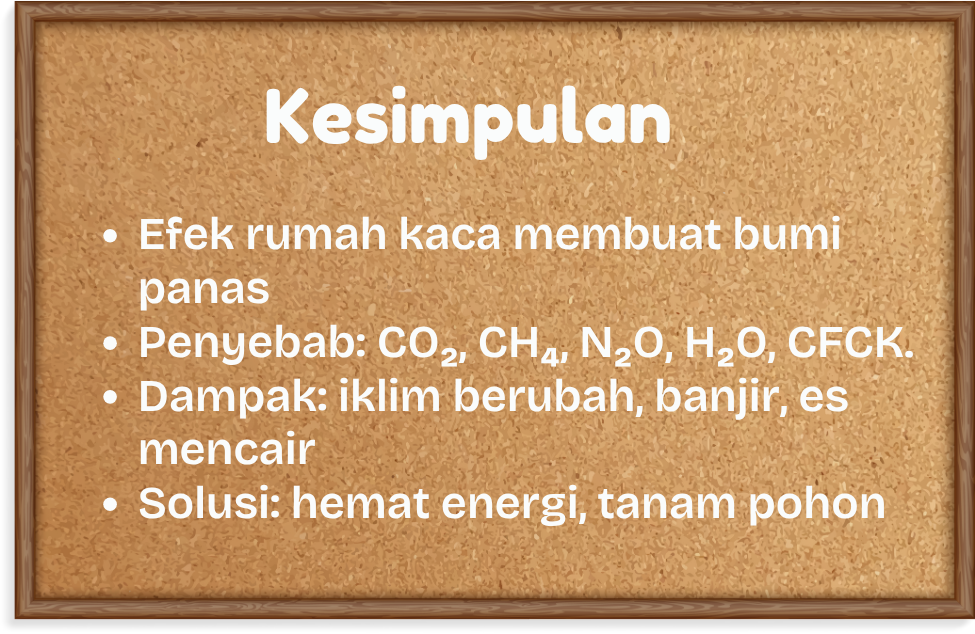 Kesimpulan
• Efek rumah kaca membuat bumi
panas
• Penyebab: CO₂, CH₄, N₂O, H₂O, CFCK.
• Dampak: iklim berubah, banjir, es
mencair
• Solusi: hemat energi, tanam pohon